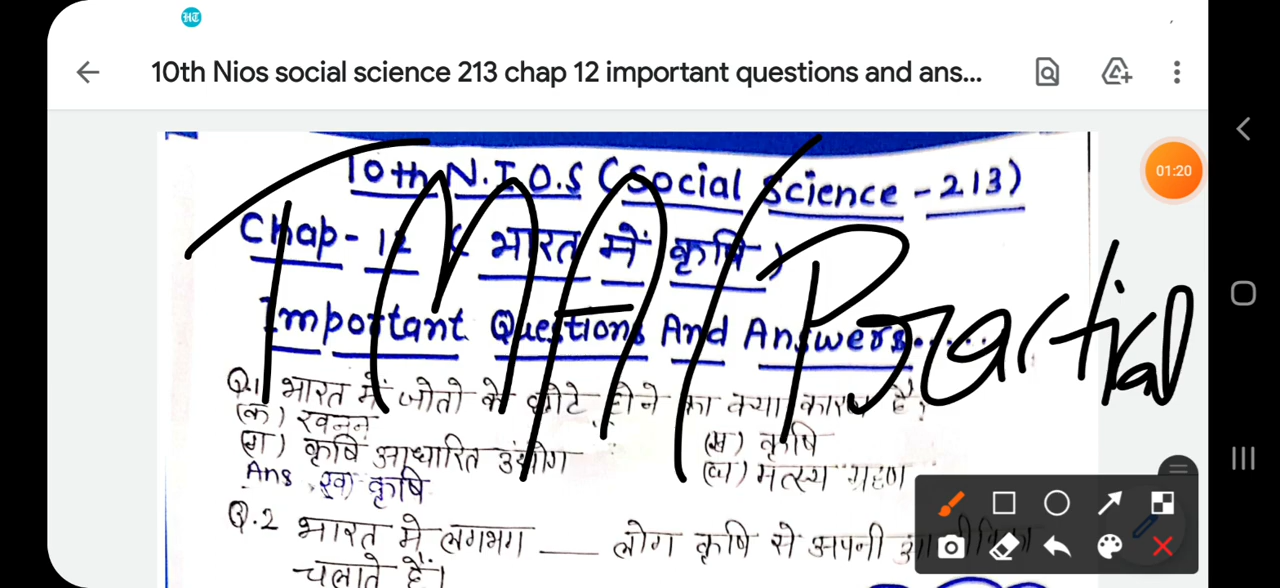 HT
10th Nios social science 213 chap 12 important questions and ans...
01:20
10th N.I.O.S (Social Science - 213)
Chap - 12 ( भारत में कृषि )
Important Questions And Answers.....
TMA/Practical
Q.1 भारत में जोतो के छोटे होने का क्या कारण है?
(क) खनन
(ख) कृषि
(ग) कृषि आधारित उद्योग
(घ) मत्स्य ग्रहण
Ans ख) कृषि
Q.2 भारत में लगभग ___ लोग कृषि से अपनी
चलाते हैं।